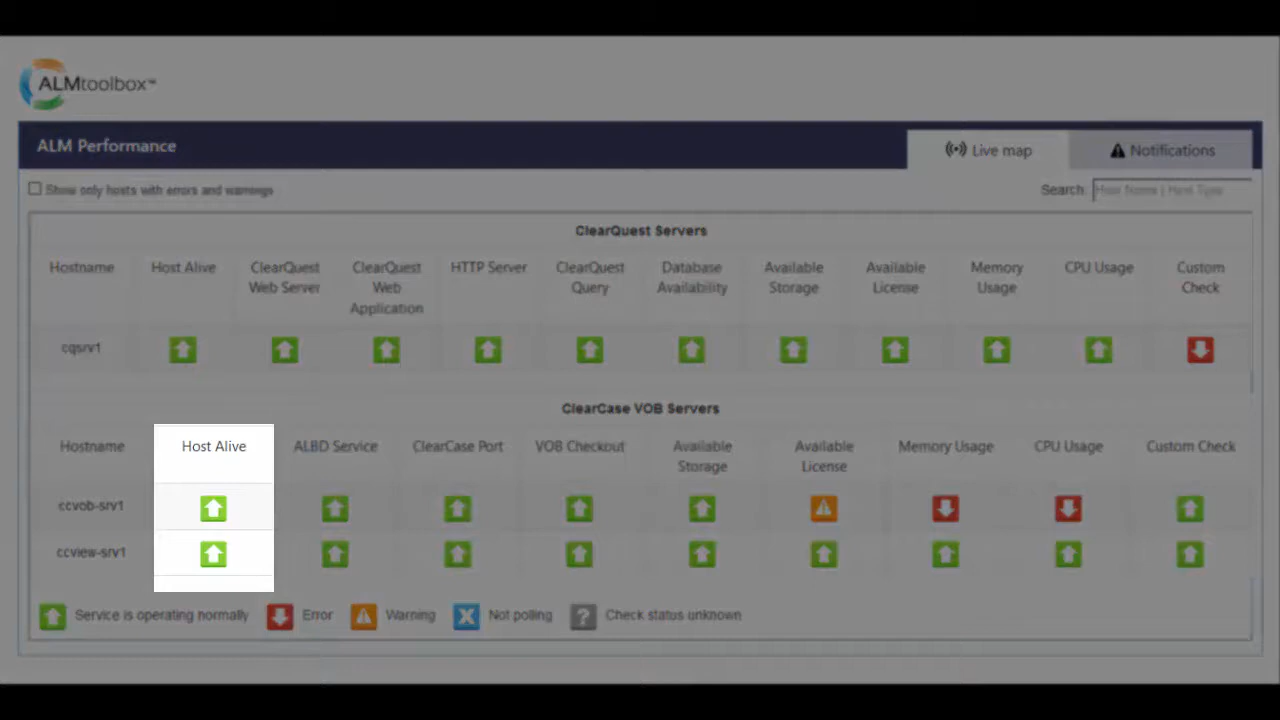 ALMtoolbox™
ALM Performance
Live map
Notifications
Show only hosts with errors and warnings
Search:
Host Name | Host Type
ClearQuest Servers
Hostname Host Alive ClearQuest Web Server ClearQuest Web Application HTTP Server ClearQuest Query Database Availability Available Storage Available License Memory Usage CPU Usage Custom Check
cqsrv1
ClearCase VOB Servers
Hostname Host Alive ALBD Service ClearCase Port VOB Checkout Available Storage Available License Memory Usage CPU Usage Custom Check
ccvob-srv1
ccview-srv1
Service is operating normally Error Warning Not polling ? Check status unknown